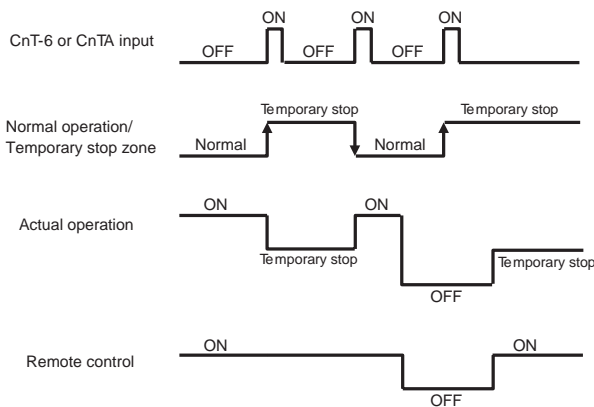 ON ON ON
CnT-6 or CnTA input
OFF OFF OFF
Temporary stop Temporary stop
Normal operation/
Temporary stop zone
Normal Normal
ON ON
Actual operation
Temporary stop Temporary stop
OFF
ON ON
Remote control
OFF